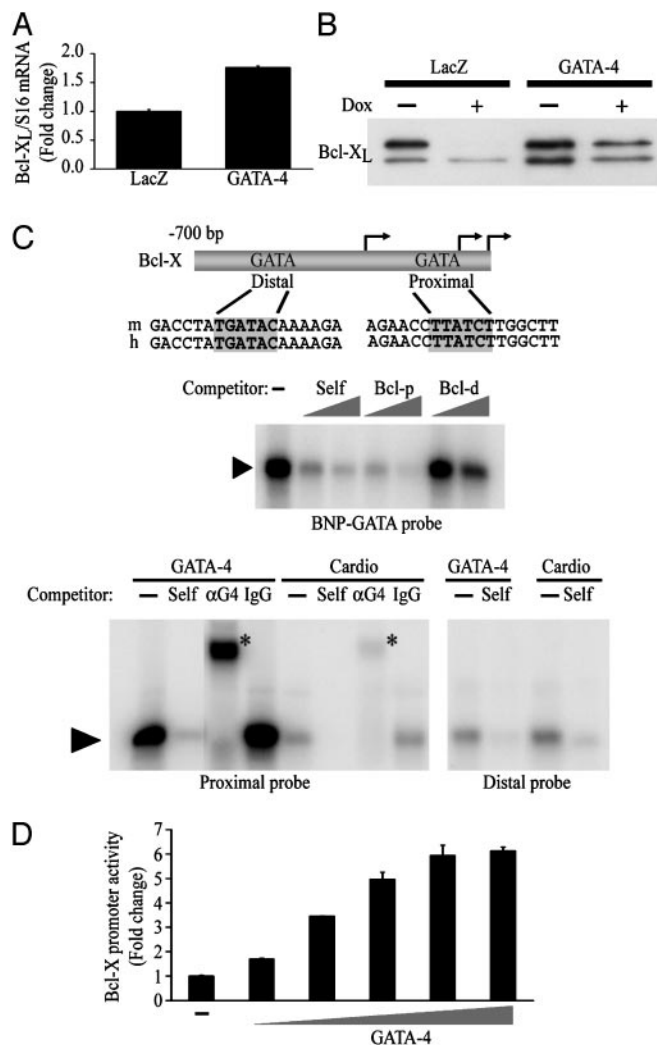 A
Bcl-XL/S16 mRNA
(Fold change)
2.0
1.5
1.0
0.5
0
LacZ GATA-4
B
LacZ GATA-4
Dox – + – +
Bcl-XL
C
-700 bp
Bcl-X GATA GATA
Distal Proximal
m GACCTATGATACAAAAGA AGAACCTTATCTTGGCTT
h GACCTATGATACAAAAGA AGAACCTTATCTTGGCTT
Competitor: – Self Bcl-p Bcl-d
BNP-GATA probe
GATA-4 Cardio GATA-4 Cardio
Competitor: – Self αG4 IgG – Self αG4 IgG – Self – Self
* *
Proximal probe Distal probe
D
Bcl-X promoter activity
(Fold change)
7
6
5
4
3
2
1
0
–
GATA-4